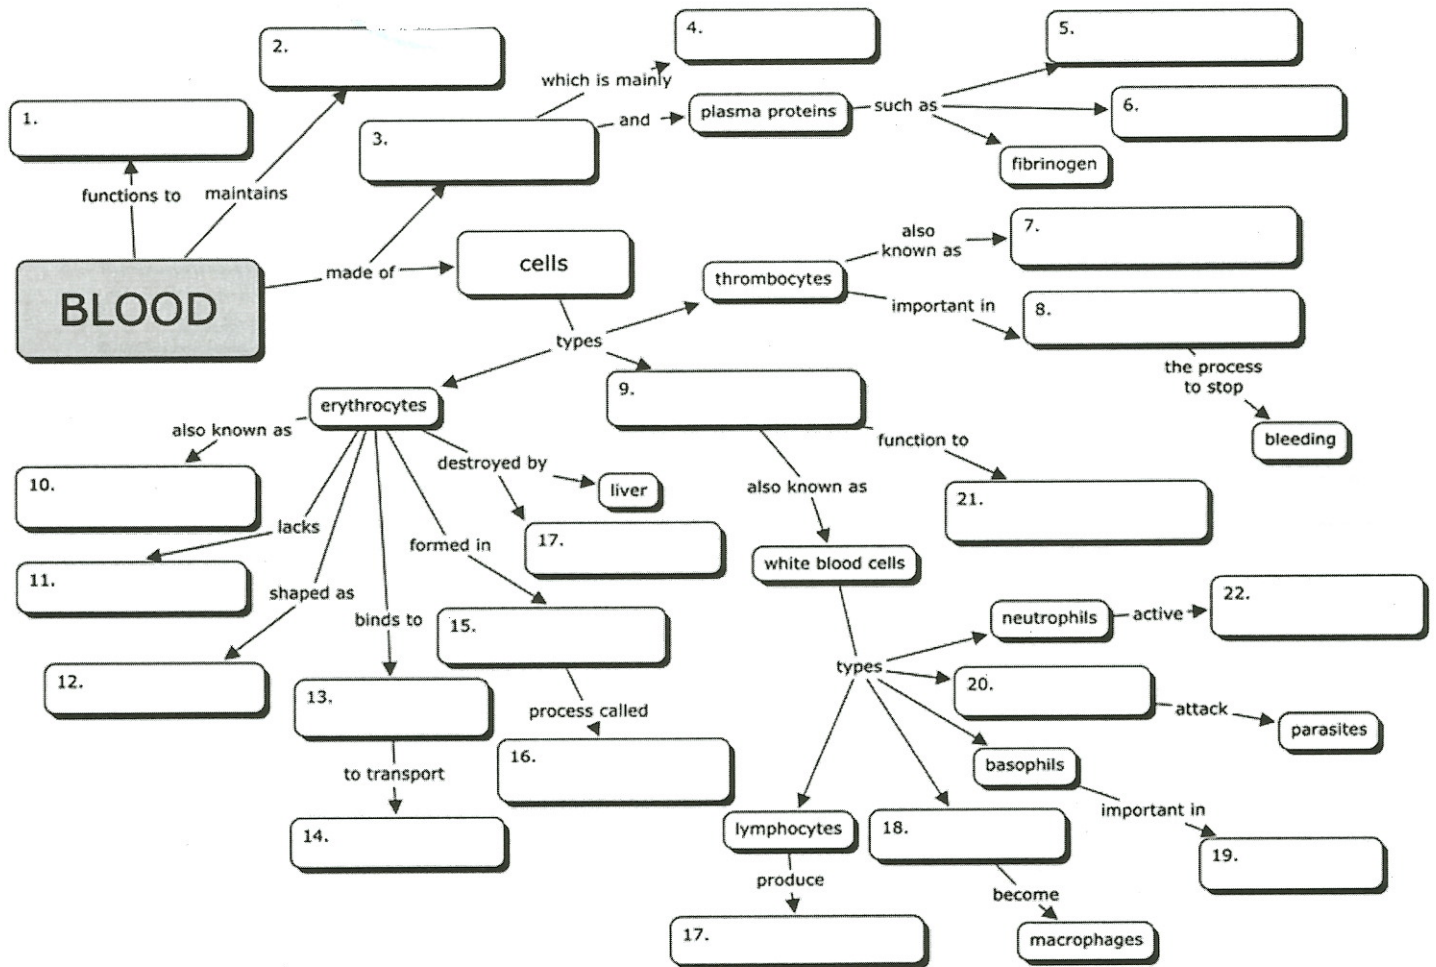 4.
5.
2.
which is mainly
1.
plasma proteins
such as
6.
and
3.
fibrinogen
functions to
maintains
7.
also
known as
made of
cells
thrombocytes
BLOOD
important in
8.
types
the process
to stop
9.
erythrocytes
also known as
function to
bleeding
destroyed by
10.
liver
also known as
21.
lacks
17.
formed in
white blood cells
11.
shaped as
22.
neutrophils
active
binds to
15.
types
12.
20.
13.
process called
attack
parasites
16.
basophils
to transport
important in
14.
lymphocytes
18.
19.
produce
become
17.
macrophages